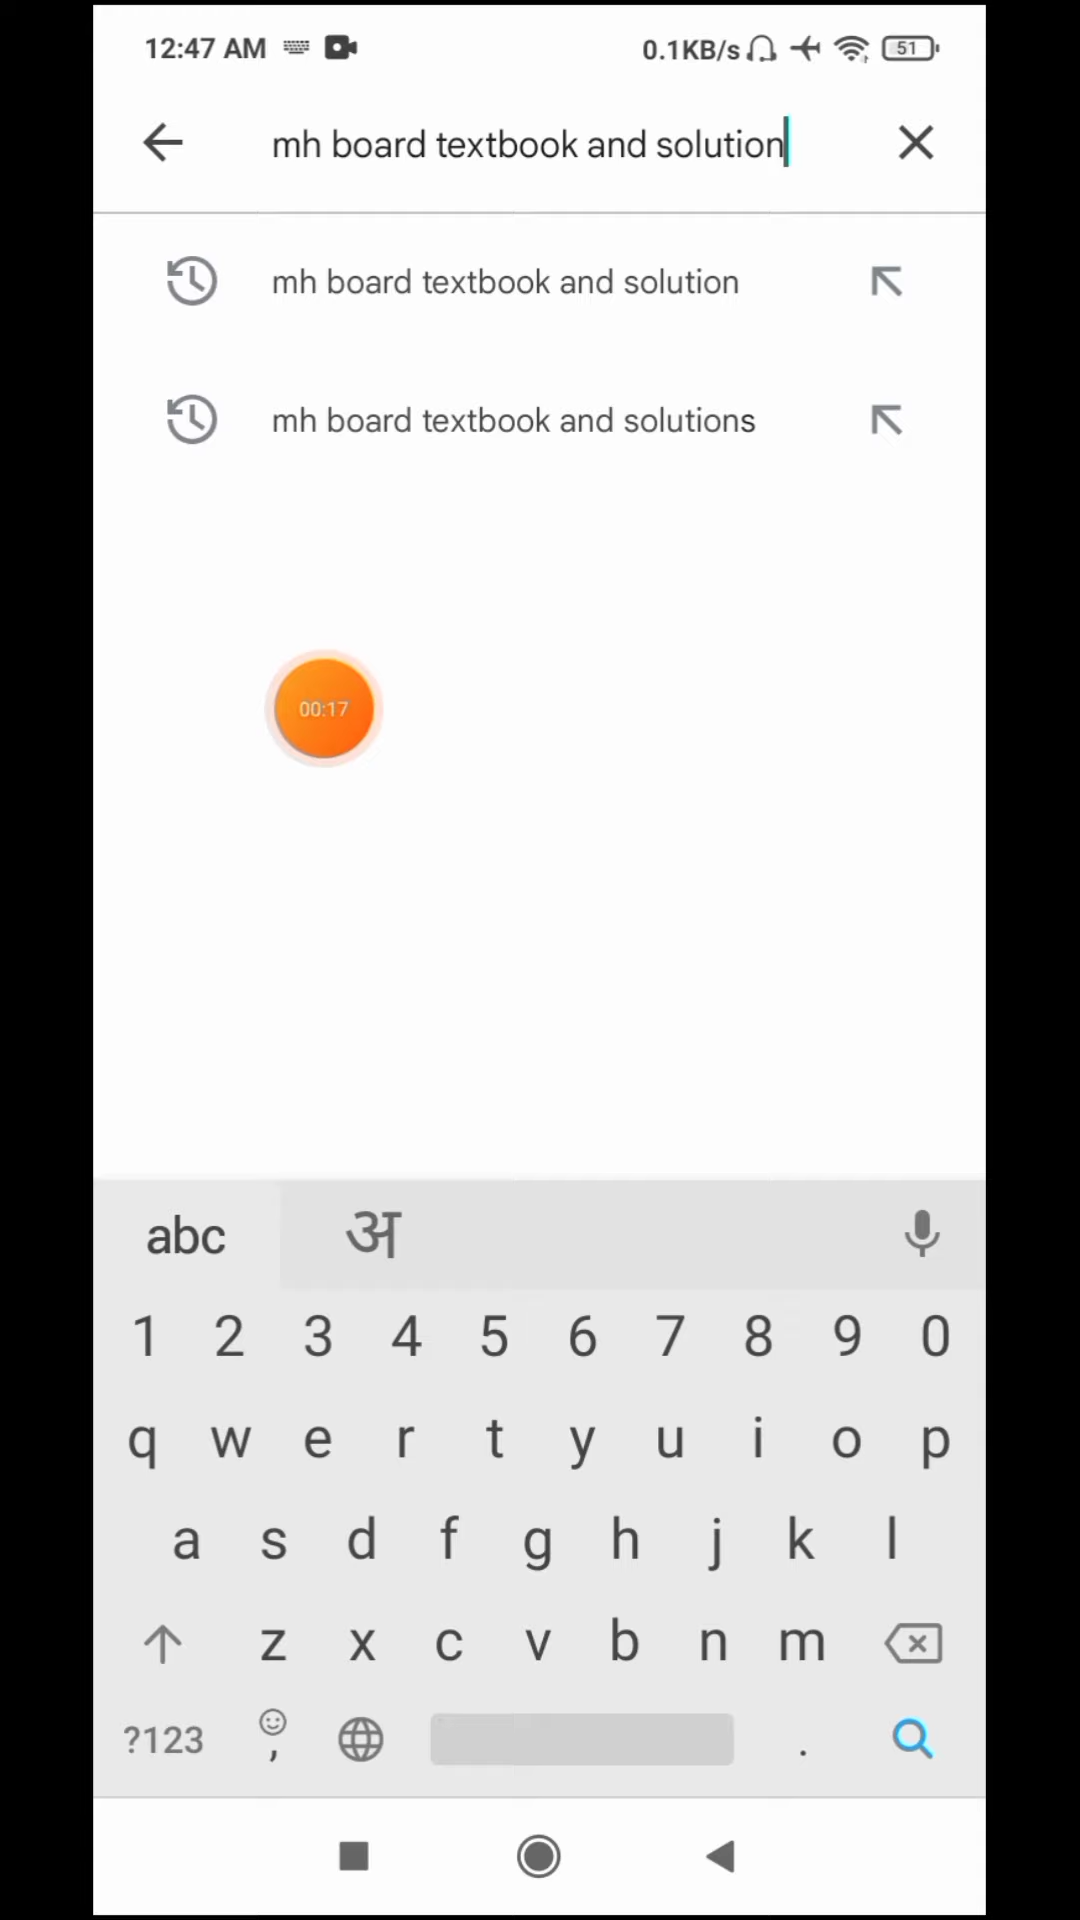 12:47 AM 0.1KB/s 51
mh board textbook and solution
mh board textbook and solution
mh board textbook and solutions
00:17
abc अ
1 2 3 4 5 6 7 8 9 0
q w e r t y u i o p
a s d f g h j k l
z x c v b n m
?123 , .